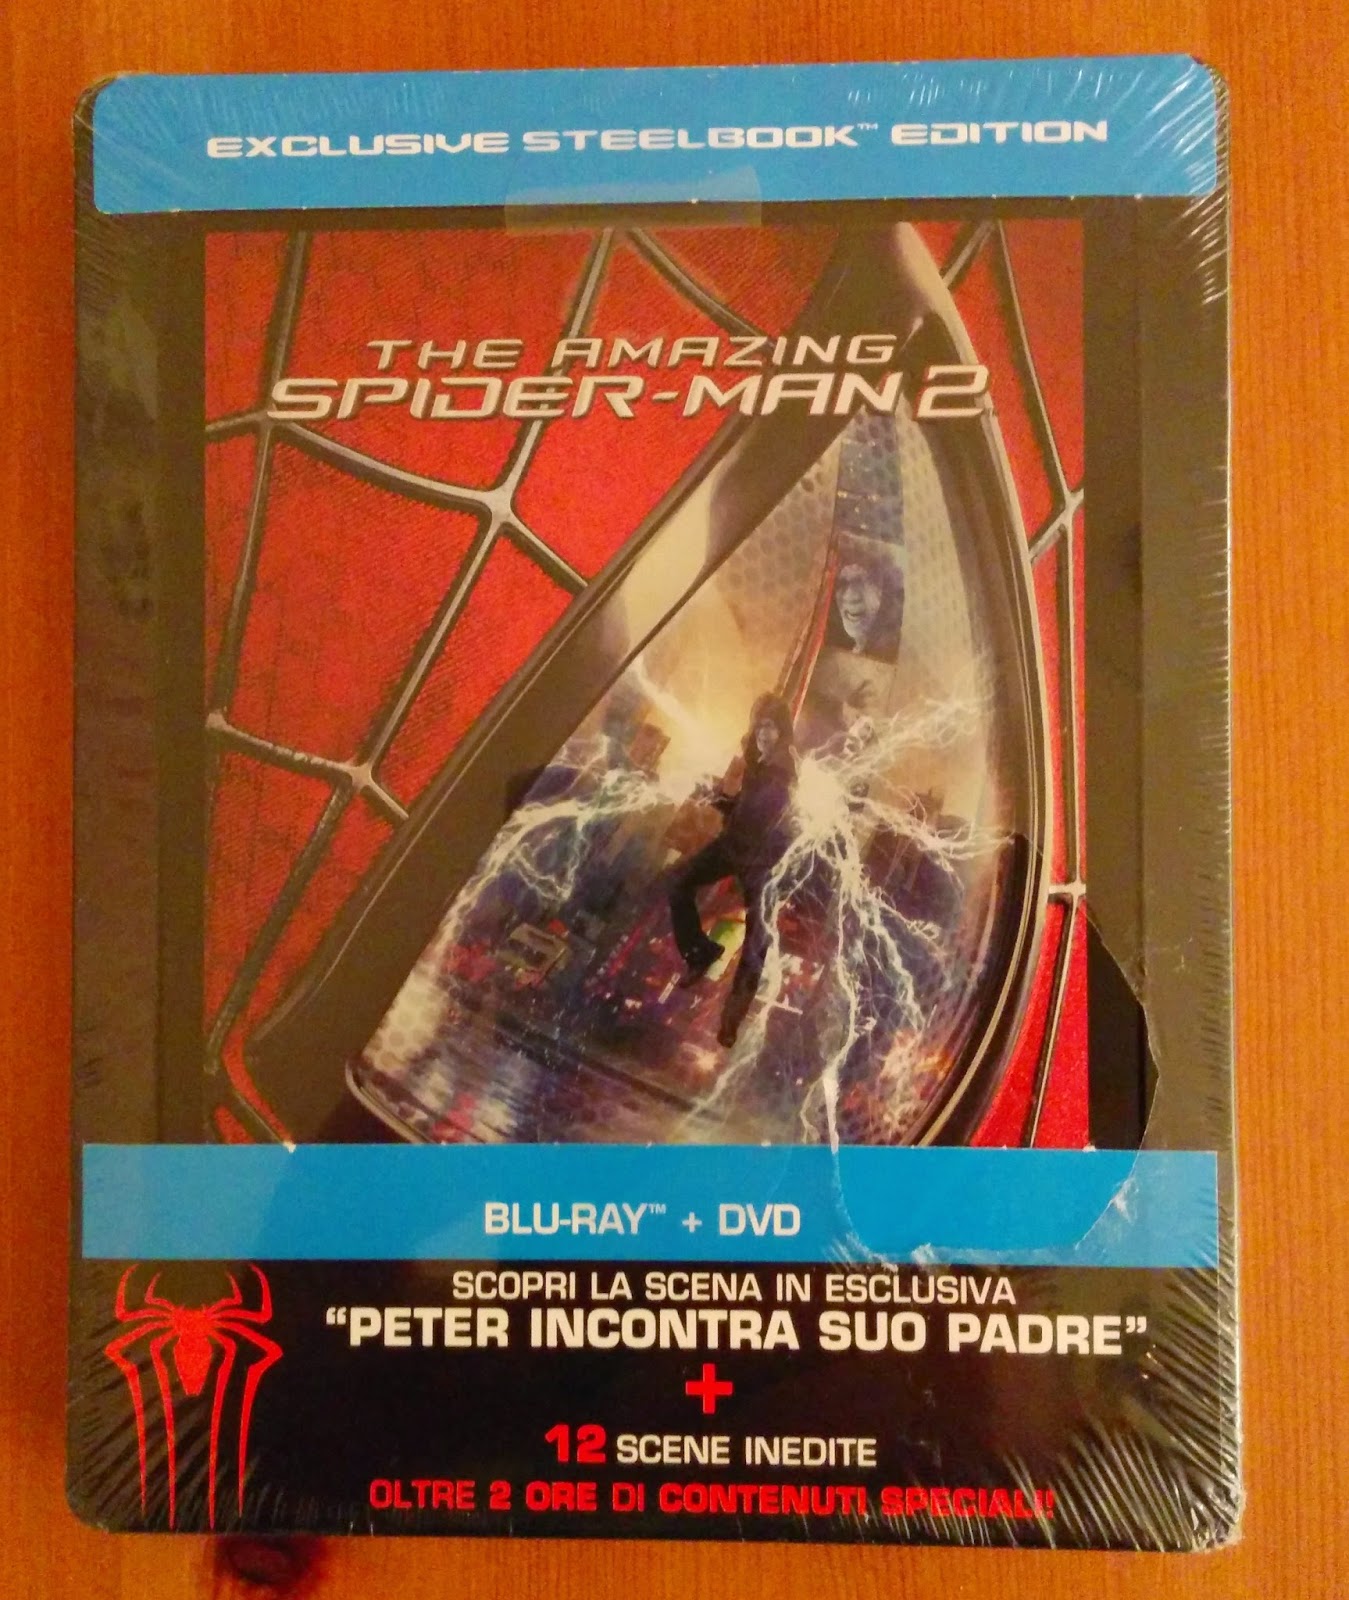 EXCLUSIVE STEELBOOK™ EDITION
THE AMAZING
SPIDER-MAN 2
BLU-RAY™ + DVD
SCOPRI LA SCENA IN ESCLUSIVA
“PETER INCONTRA SUO PADRE”
+
12 SCENE INEDITE
OLTRE 2 ORE DI CONTENUTI SPECIALI!